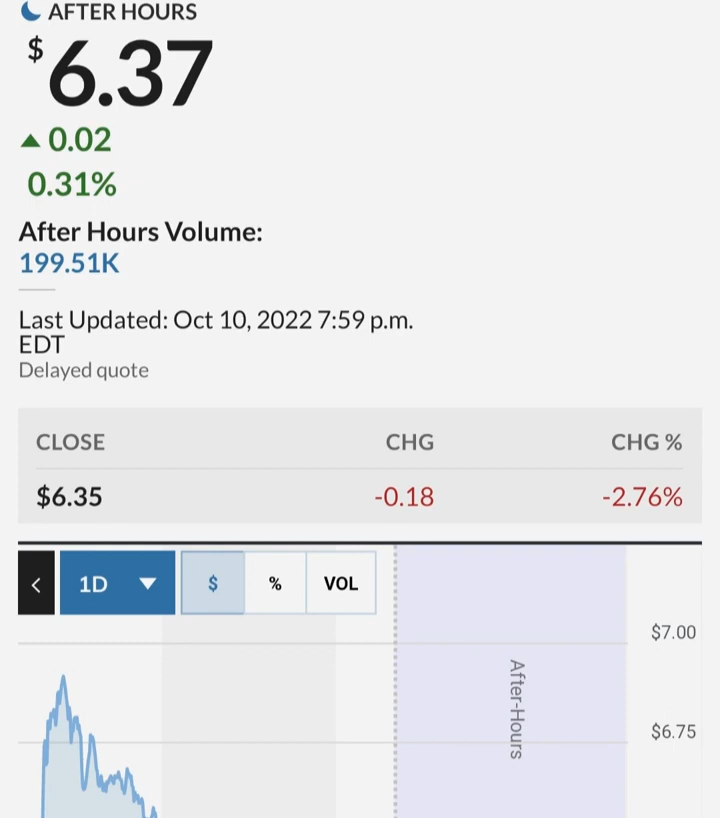 AFTER HOURS
$6.37
0.02
0.31%
After Hours Volume:
199.51K
Last Updated: Oct 10, 2022 7:59 p.m.
EDT
Delayed quote
CLOSE CHG CHG %
$6.35 -0.18 -2.76%
1D $ % VOL
$7.00
After-Hours
$6.75